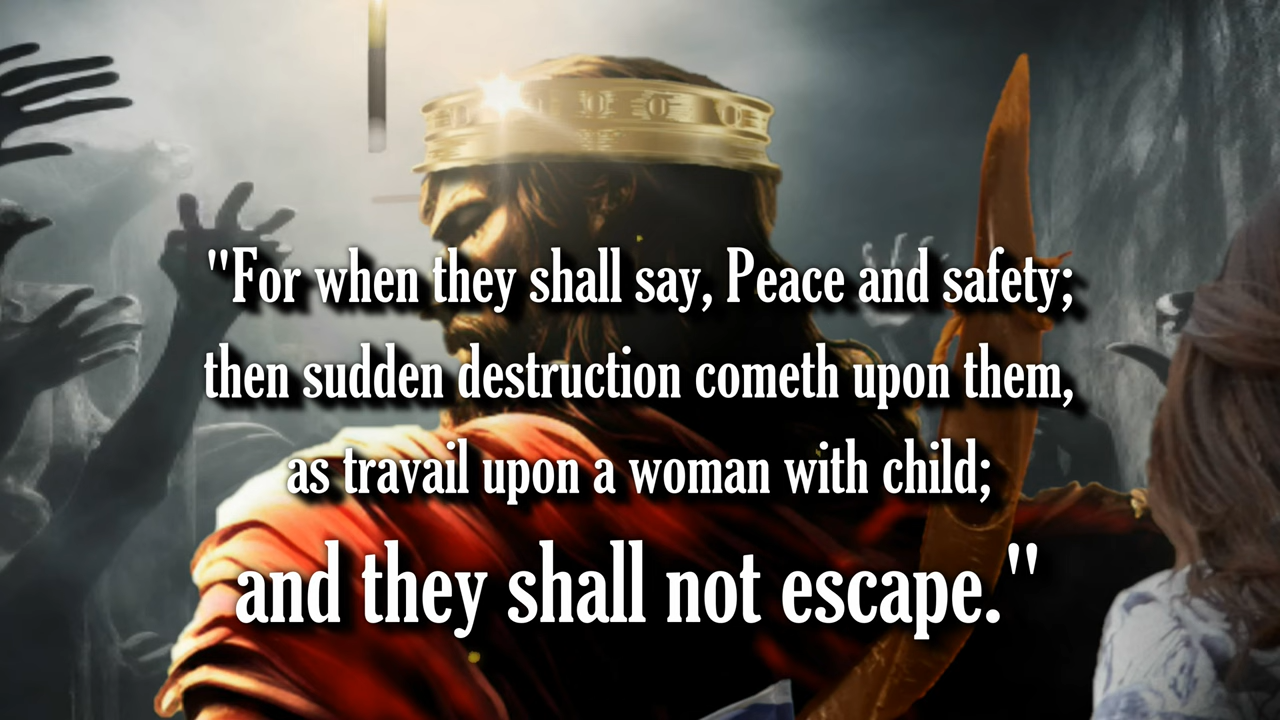 "For when they shall say, Peace and safety;
then sudden destruction cometh upon them,
as travail upon a woman with child;
and they shall not escape."